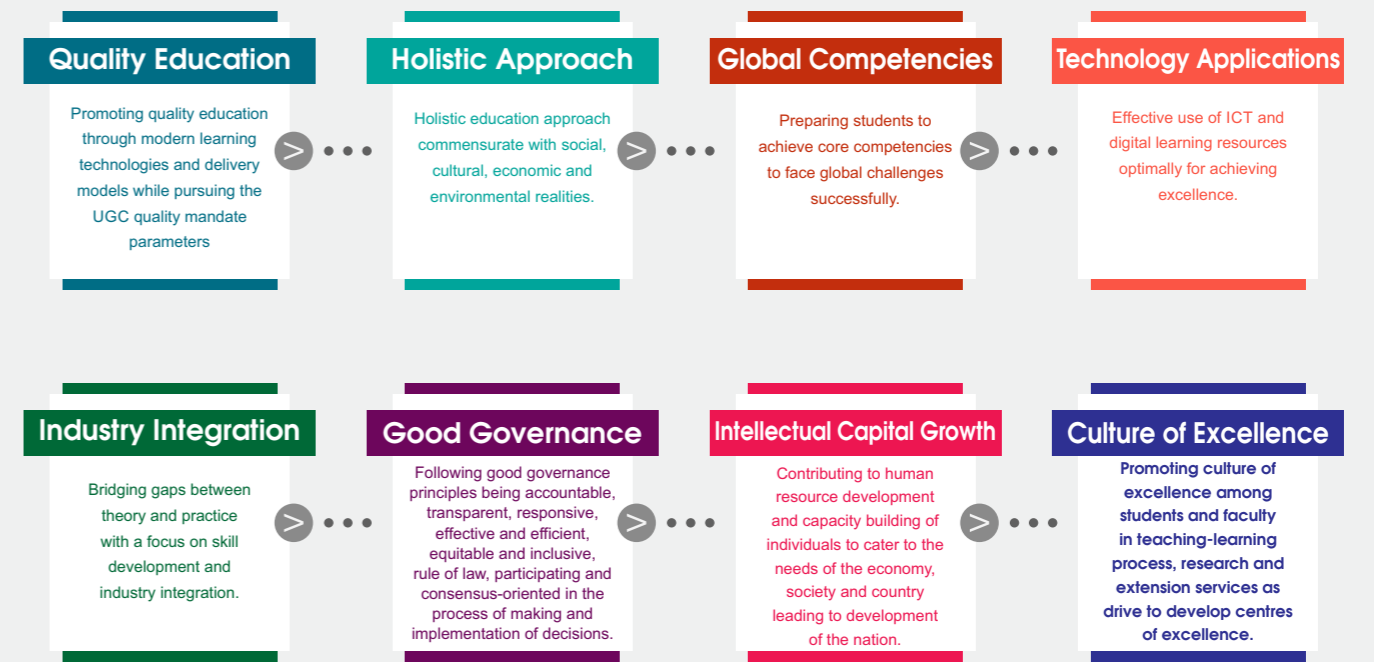 Quality Education
Promoting quality education
through modern learning
technologies and delivery
models while pursuing the
UGC quality mandate
parameters
>
Holistic Approach
Holistic education approach
commensurate with social,
cultural, economic and
environmental realities.
>
Global Competencies
Preparing students to
achieve core competencies
to face global challenges
successfully.
>
Technology Applications
Effective use of ICT and
digital learning resources
optimally for achieving
excellence.
Industry Integration
Bridging gaps between
theory and practice
with a focus on skill
development and
industry integration.
>
Good Governance
Following good governance
principles being accountable,
transparent, responsive,
effective and efficient,
equitable and inclusive,
rule of law, participating and
consensus-oriented in the
process of making and
implementation of decisions.
>
Intellectual Capital Growth
Contributing to human
resource development
and capacity building of
individuals to cater to the
needs of the economy,
society and country
leading to development
of the nation.
>
Culture of Excellence
Promoting culture of
excellence among
students and faculty
in teaching-learning
process, research and
extension services as
drive to develop centres
of excellence.